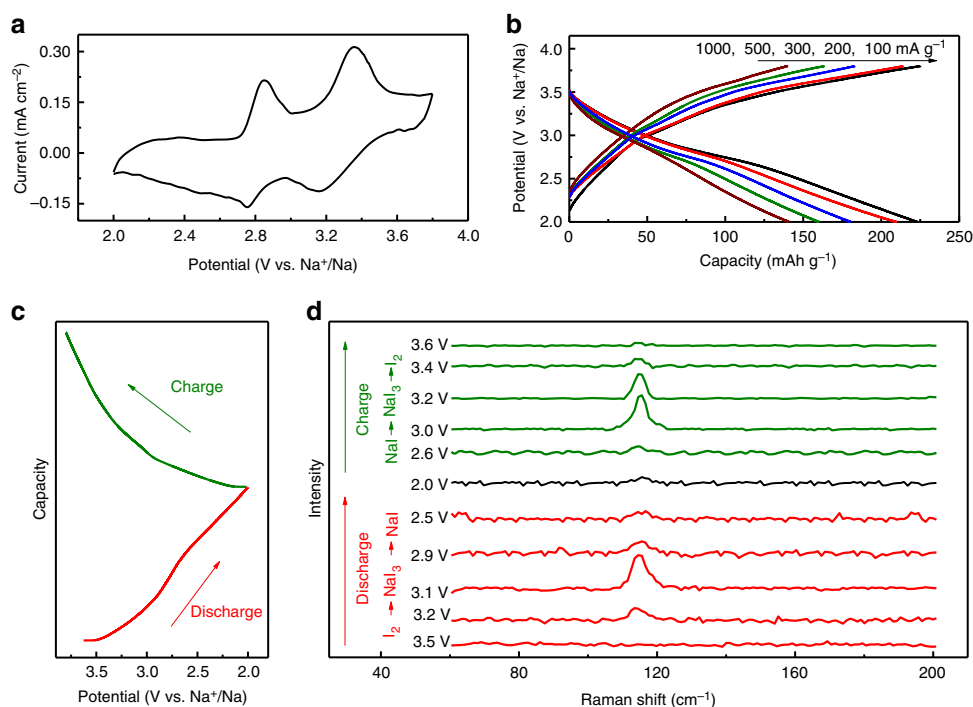 a
0.30
0.15
0.00
–0.15
Current (mA cm⁻²)
2.0 2.4 2.8 3.2 3.6 4.0
Potential (V vs. Na⁺/Na)
b
1000, 500, 300, 200, 100 mA g⁻¹
4.0
3.5
3.0
2.5
2.0
Potential (V vs. Na⁺/Na)
0 50 100 150 200 250
Capacity (mAh g⁻¹)
c
Charge
Discharge
Capacity
3.5 3.0 2.5 2.0
Potential (V vs. Na⁺/Na)
d
Intensity
Charge
NaI → NaI₃ → I₂
Discharge
I₂ → NaI₃ → NaI
3.6 V
3.4 V
3.2 V
3.0 V
2.6 V
2.0 V
2.5 V
2.9 V
3.1 V
3.2 V
3.5 V
40 80 120 160 200
Raman shift (cm⁻¹)